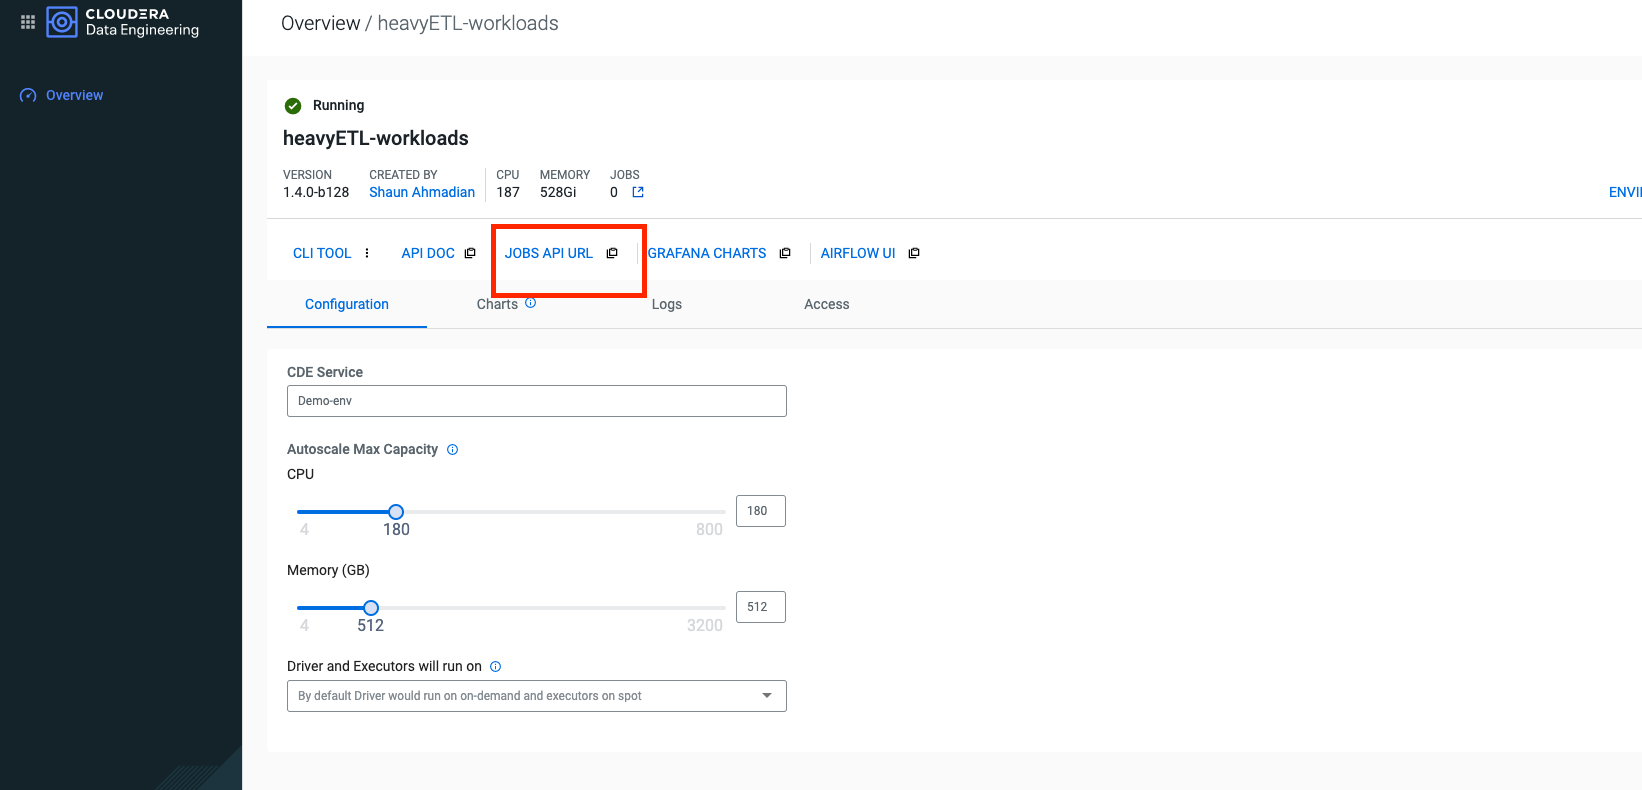 CLOUDERA
Data Engineering
Overview
Overview / heavyETL-workloads
Running
heavyETL-workloads
VERSION CREATED BY CPU MEMORY JOBS
1.4.0-b128 Shaun Ahmadian 187 528Gi 0
ENVII
CLI TOOL API DOC JOBS API URL GRAFANA CHARTS AIRFLOW UI
Configuration Charts Logs Access
CDE Service
Demo-env
Autoscale Max Capacity
CPU
180
4 180 800
Memory (GB)
512
4 512 3200
Driver and Executors will run on
By default Driver would run on on-demand and executors on spot